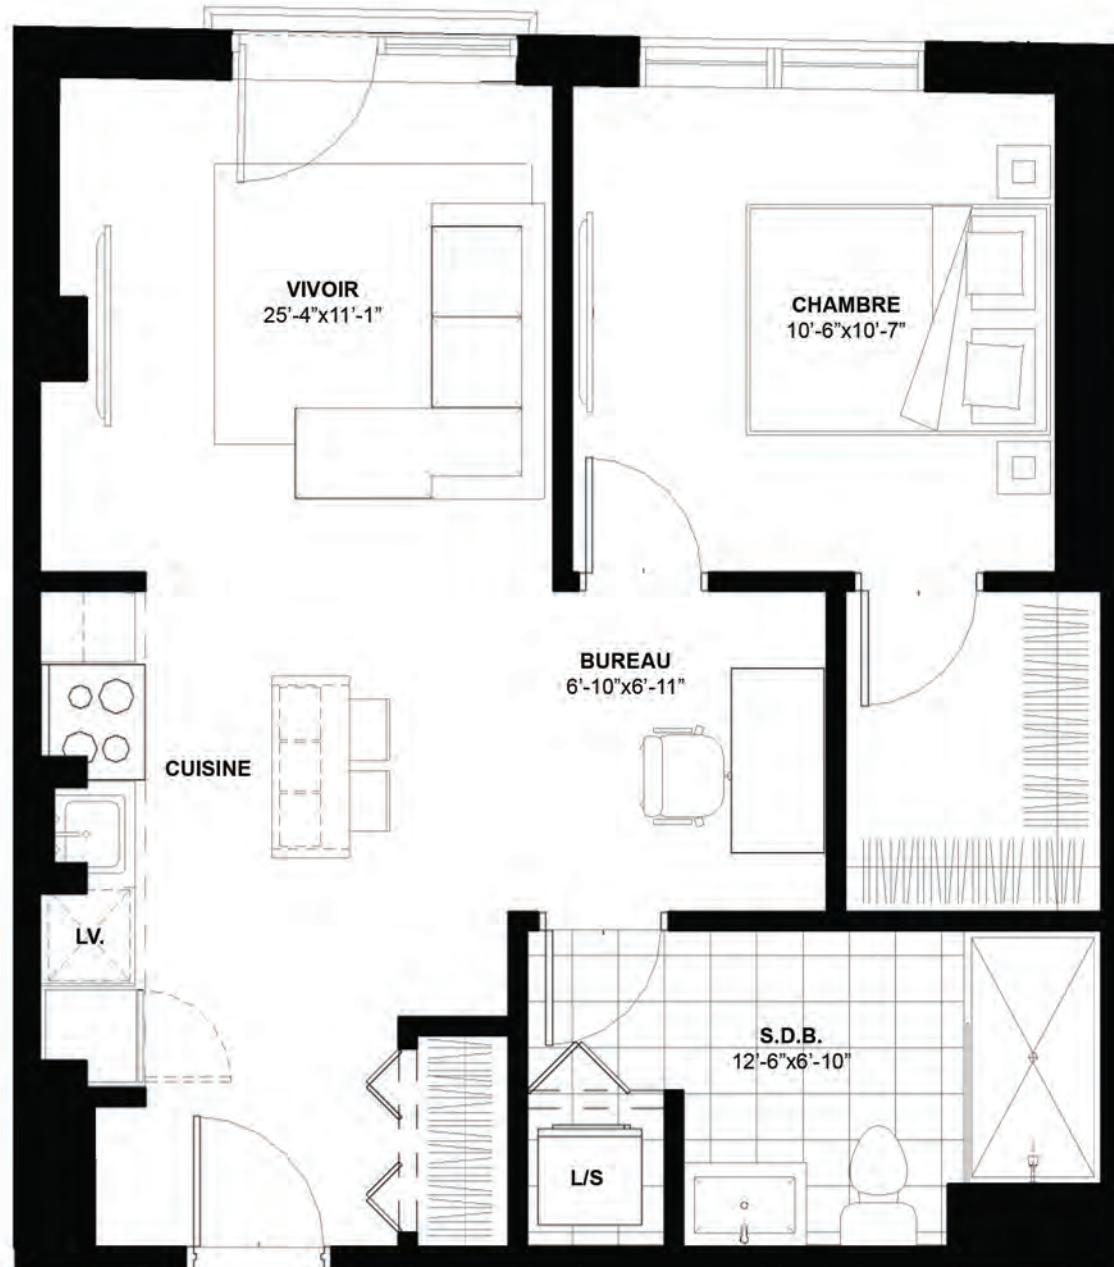 VIVOIR
25'-4"x11'-1"
CHAMBRE
10'-6"x10'-7"
BUREAU
6'-10"x6'-11"
CUISINE
LV.
S.D.B.
12'-6"x6'-10"
L/S